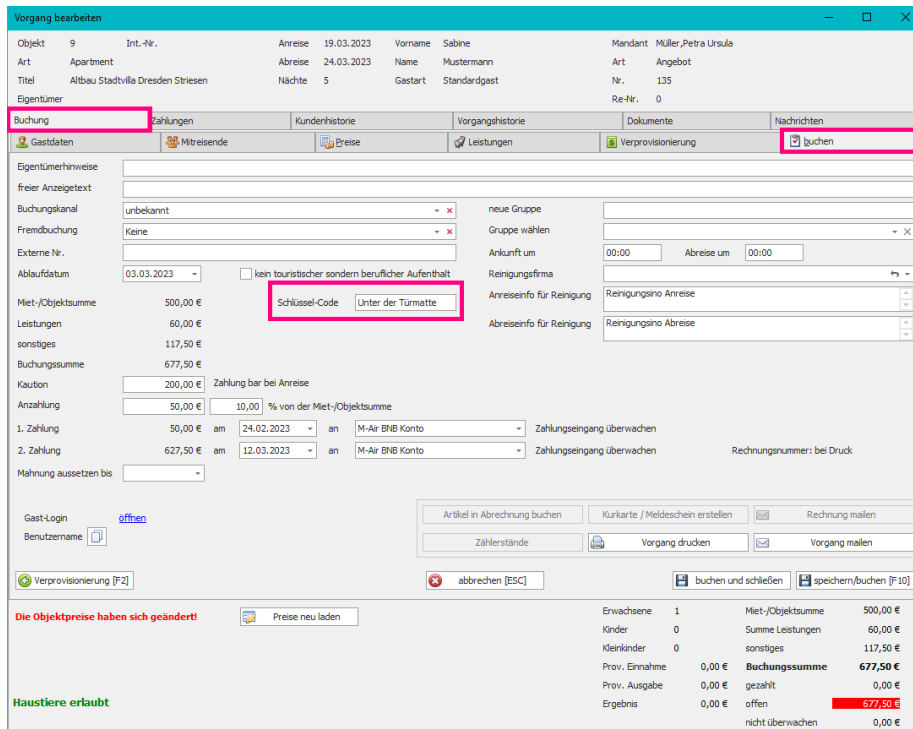 Vorgang bearbeiten
Objekt 9 Int.-Nr. Anreise 19.03.2023 Vorname Sabine Mandant Müller,Petra Ursula
Art Apartment Abreise 24.03.2023 Name Mustermann Art Angebot
Titel Altbau Stadtvilla Dresden Striesen Nächte 5 Gastart Standardgast Nr. 135
Eigentümer Re-Nr. 0
Buchung Zahlungen Kundenhistorie Vorgangshistorie Dokumente Nachrichten
Gastdaten Mitreisende Preise Leistungen Verprovisionierung buchen
Eigentümerhinweise
freier Anzeigetext
Buchungskanal unbekannt neue Gruppe
Fremdbuchung Keine Gruppe wählen
Externe Nr. Ankunft um 00:00 Abreise um 00:00
Ablaufdatum 03.03.2023 kein touristischer sondern beruflicher Aufenthalt Reinigungsfirma
Miet-/Objektsumme 500,00 € Schlüssel-Code Unter der Türmatte Anreiseinfo für Reinigung Reinigungsino Anreise
Leistungen 60,00 € Abreiseinfo für Reinigung Reinigungsino Abreise
sonstiges 117,50 €
Buchungssumme 677,50 €
Kaution 200,00 € Zahlung bar bei Anreise
Anzahlung 50,00 € 10,00 % von der Miet-/Objektsumme
1. Zahlung 50,00 € am 24.02.2023 an M-Air BNB Konto Zahlungseingang überwachen
2. Zahlung 627,50 € am 12.03.2023 an M-Air BNB Konto Zahlungseingang überwachen Rechnungsnummer: bei Druck
Mahnung aussetzen bis
Gast-Login öffnen Artikel in Abrechnung buchen Kurkarte / Meldeschein erstellen Rechnung mailen
Benutzername Zählerstände Vorgang drucken Vorgang mailen
Verprovisionierung [F2] abbrechen [ESC] buchen und schließen speichern/buchen [F10]
Die Objektpreise haben sich geändert! Preise neu laden Erwachsene 1 Miet-/Objektsumme 500,00 €
Kinder 0 Summe Leistungen 60,00 €
Kleinkinder 0 sonstiges 117,50 €
Prov. Einnahme 0,00 € Buchungssumme 677,50 €
Prov. Ausgabe 0,00 € gezahlt 0,00 €
Haustiere erlaubt Ergebnis 0,00 € offen 677,50 €
nicht überwachen 0,00 €